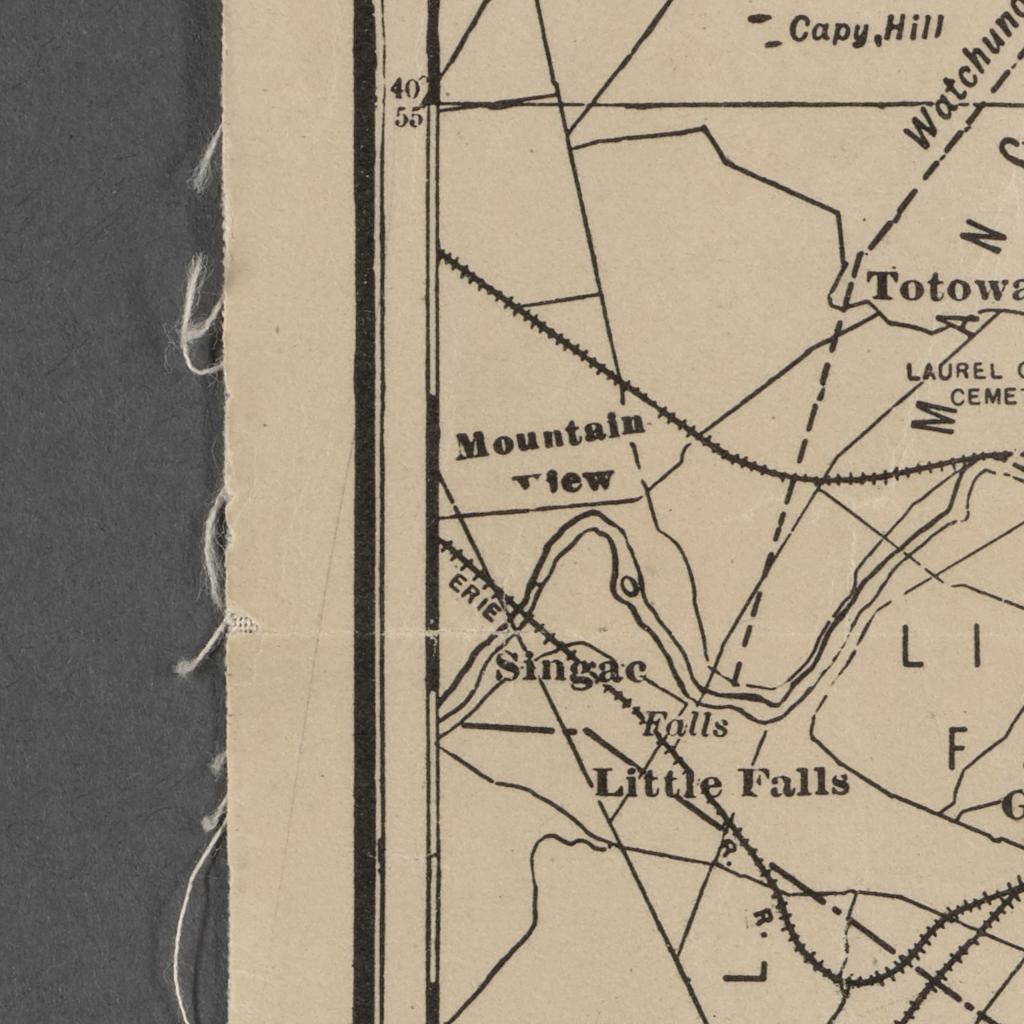 Capy Hill
Watchung
40
55
Totowa
LAUREL
CEMET
M A N C
Mountain
View
ERIE
L I
Singac
Falls
F
Little Falls
G
R.
R.
L